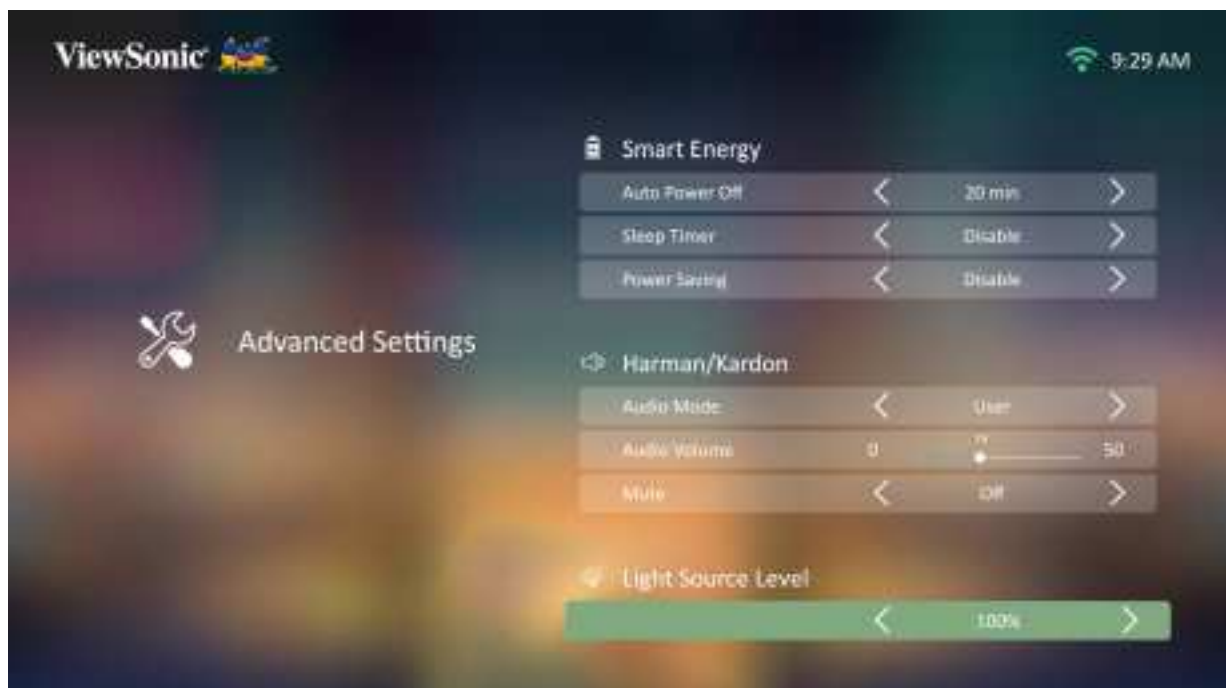 ViewSonic
9:29 AM
Smart Energy
Auto Power Off 20 min
Sleep Timer Disable
Power Saving Disable
Advanced Settings
Harman/Kardon
Audio Mode User
Audio Volume 0 50
Mute Off
Light Source Level
100%